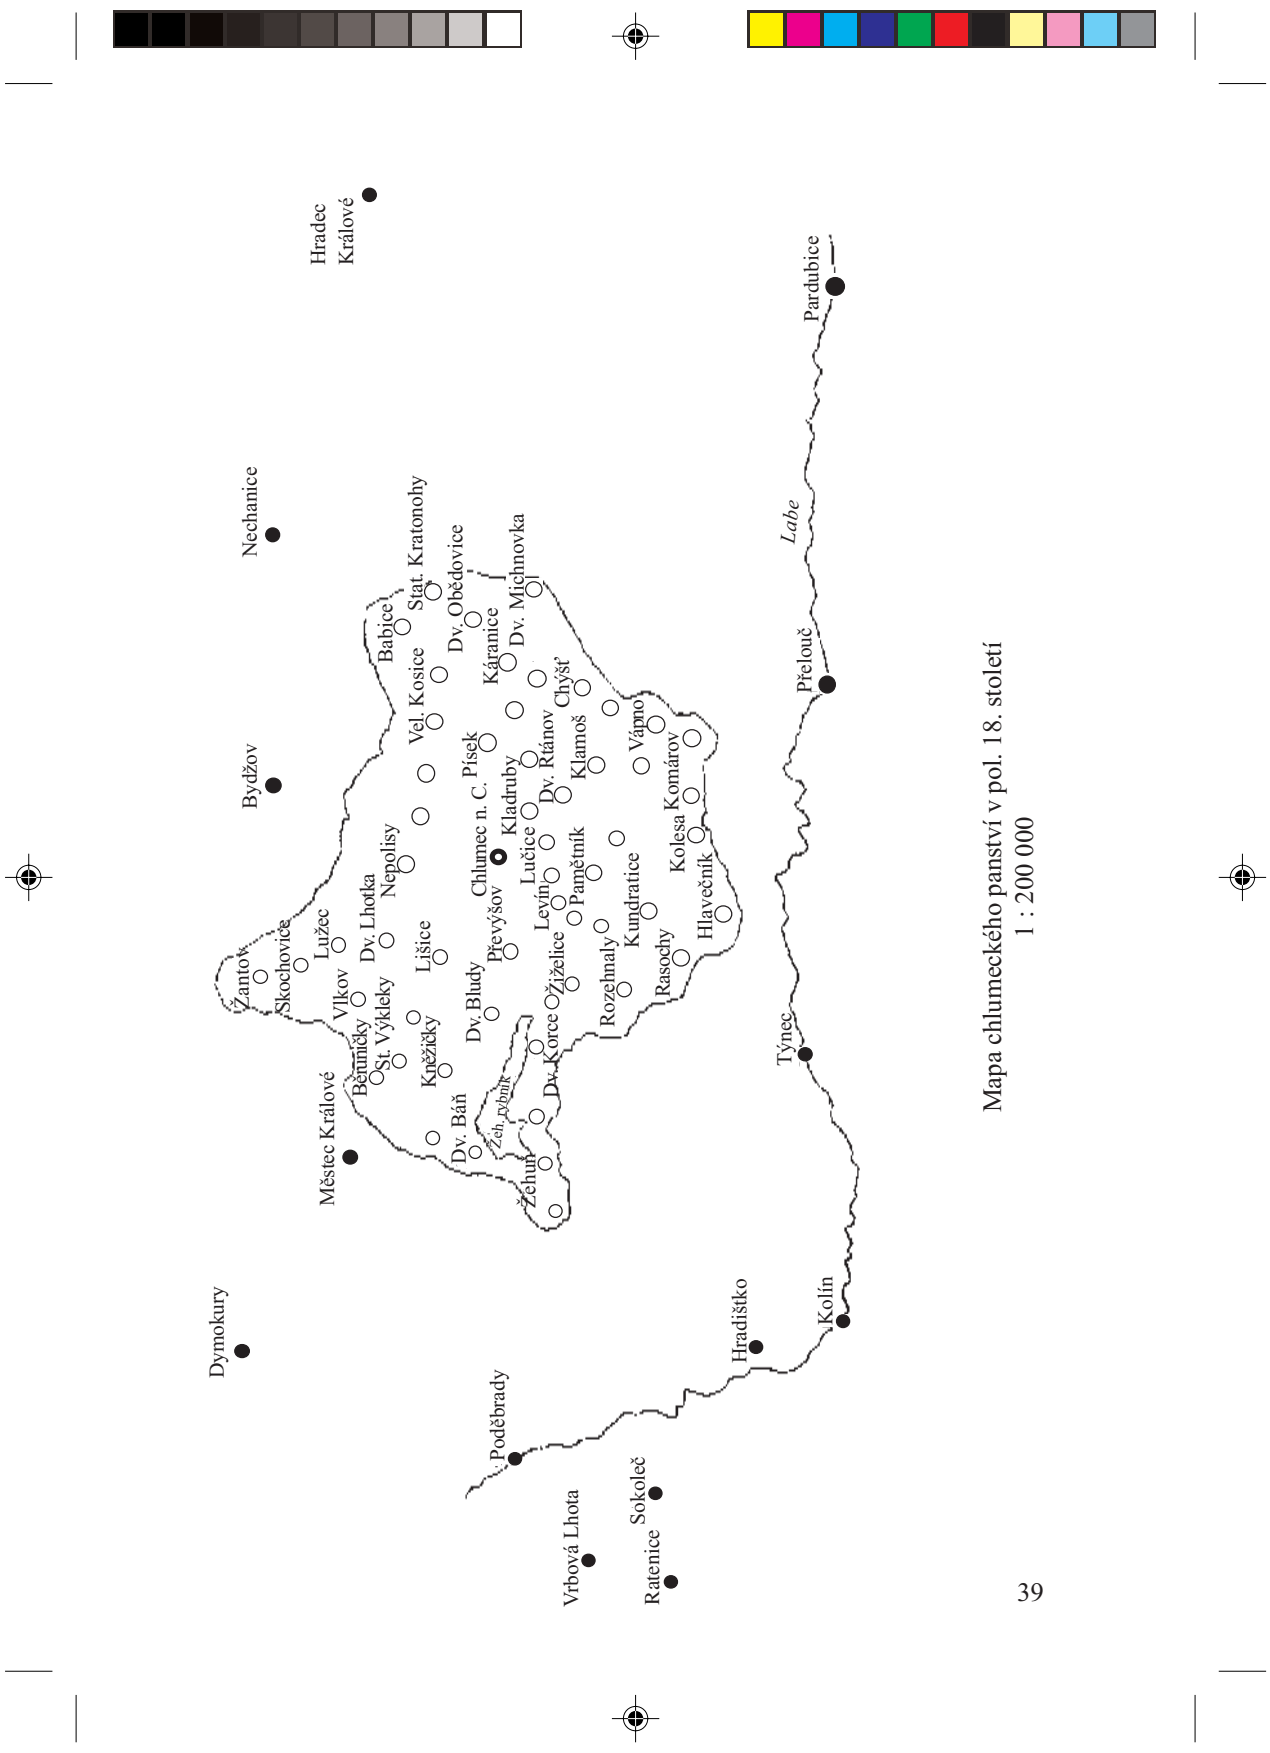 Hradec
Králové
Nechanice
Bydžov
Dymokury
Městec Králové
Poděbrady
Vrbová Lhota
Sokoleč
Ratenice
Hradištko
Kolín
Týnec
Přelouč
Labe
Pardubice
Žantov
Skochovice
Lužec
Vlkov
Dv. Lhotka
Běruničky
St. Výkleky
Nepolisy
Lišice
Kněžičky
Babice
Stat. Kratonohy
Vel. Kosice
Dv. Obědovice
Káranice
Dv. Michnovka
Písek
Chlumec n. C.
Kladruby
Převýšov
Dv. Bludy
Dv. Báň
Žeh. rybník
Žehuň
Dv. Korce
Žiželice
Levín
Lučice
Dv. Rtánov
Chýšť
Klamoš
Pamětník
Vápno
Kundratice
Rozehnaly
Komárov
Kolesa
Rasochy
Hlavečník
Mapa chlumeckého panství v pol. 18. století
1 : 200 000
39